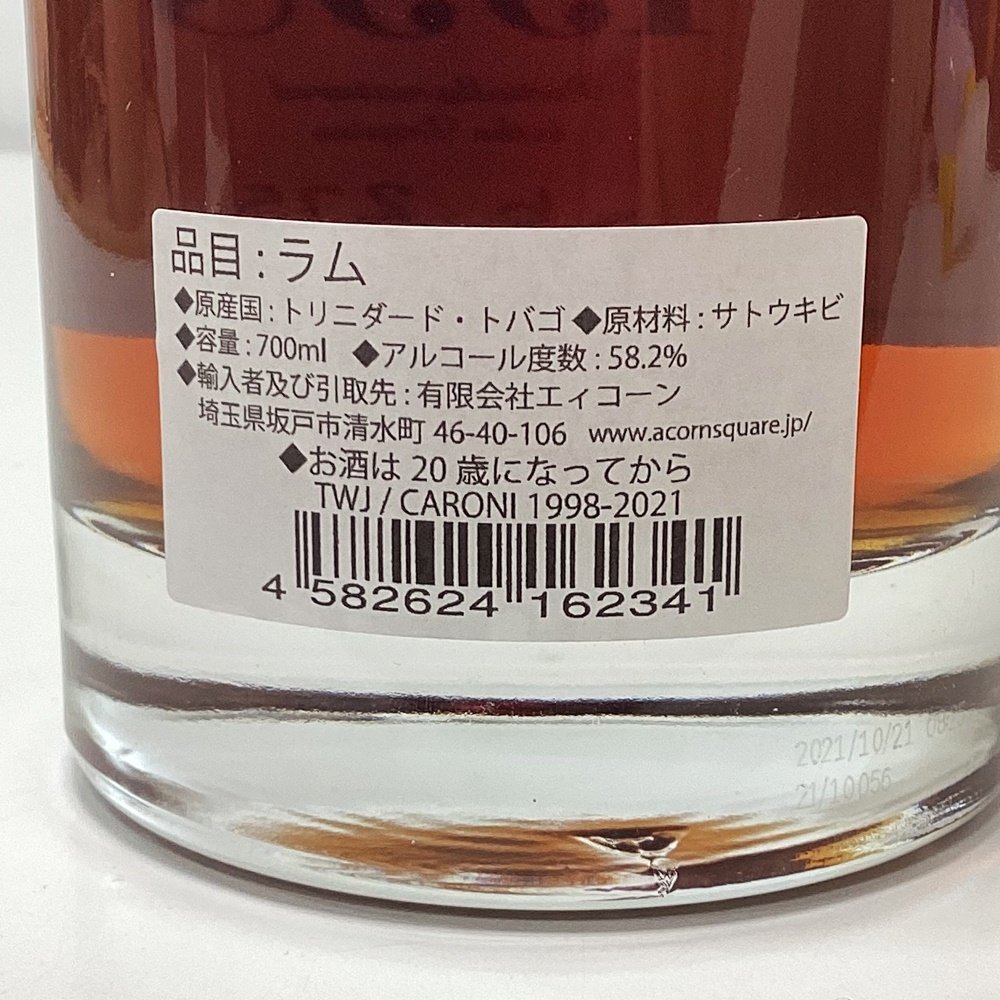 品目 : ラム
◆原産国 : トリニダード・トバゴ ◆原材料 : サトウキビ
◆容量 : 700ml ◆アルコール度数 : 58.2%
◆輸入者及び引取先 : 有限会社エィコーン
埼玉県坂戸市清水町 46-40-106 www.acornsquare.jp/
◆お酒は 20 歳になってから
TWJ / CARONI 1998-2021
4 582624 162341
2021/10/21
21/10056